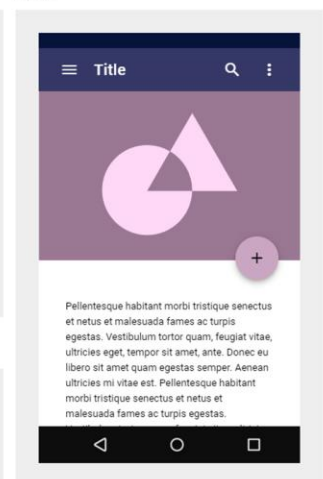 Title
Pellentesque habitant morbi tristique senectus
et netus et malesuada fames ac turpis
egestas. Vestibulum tortor quam, feugiat vitae,
ultricies eget, tempor sit amet, ante. Donec eu
libero sit amet quam egestas semper. Aenean
ultricies mi vitae est. Pellentesque habitant
morbi tristique senectus et netus et
malesuada fames ac turpis egestas.